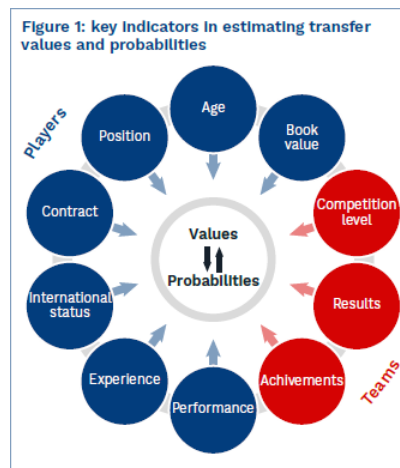 Figure 1: key indicators in estimating transfer
values and probabilities
Players
Age
Position
Book
value
Contract
Competition
level
Values
Probabilities
International
status
Results
Experience
Achivements
Performance
Teams